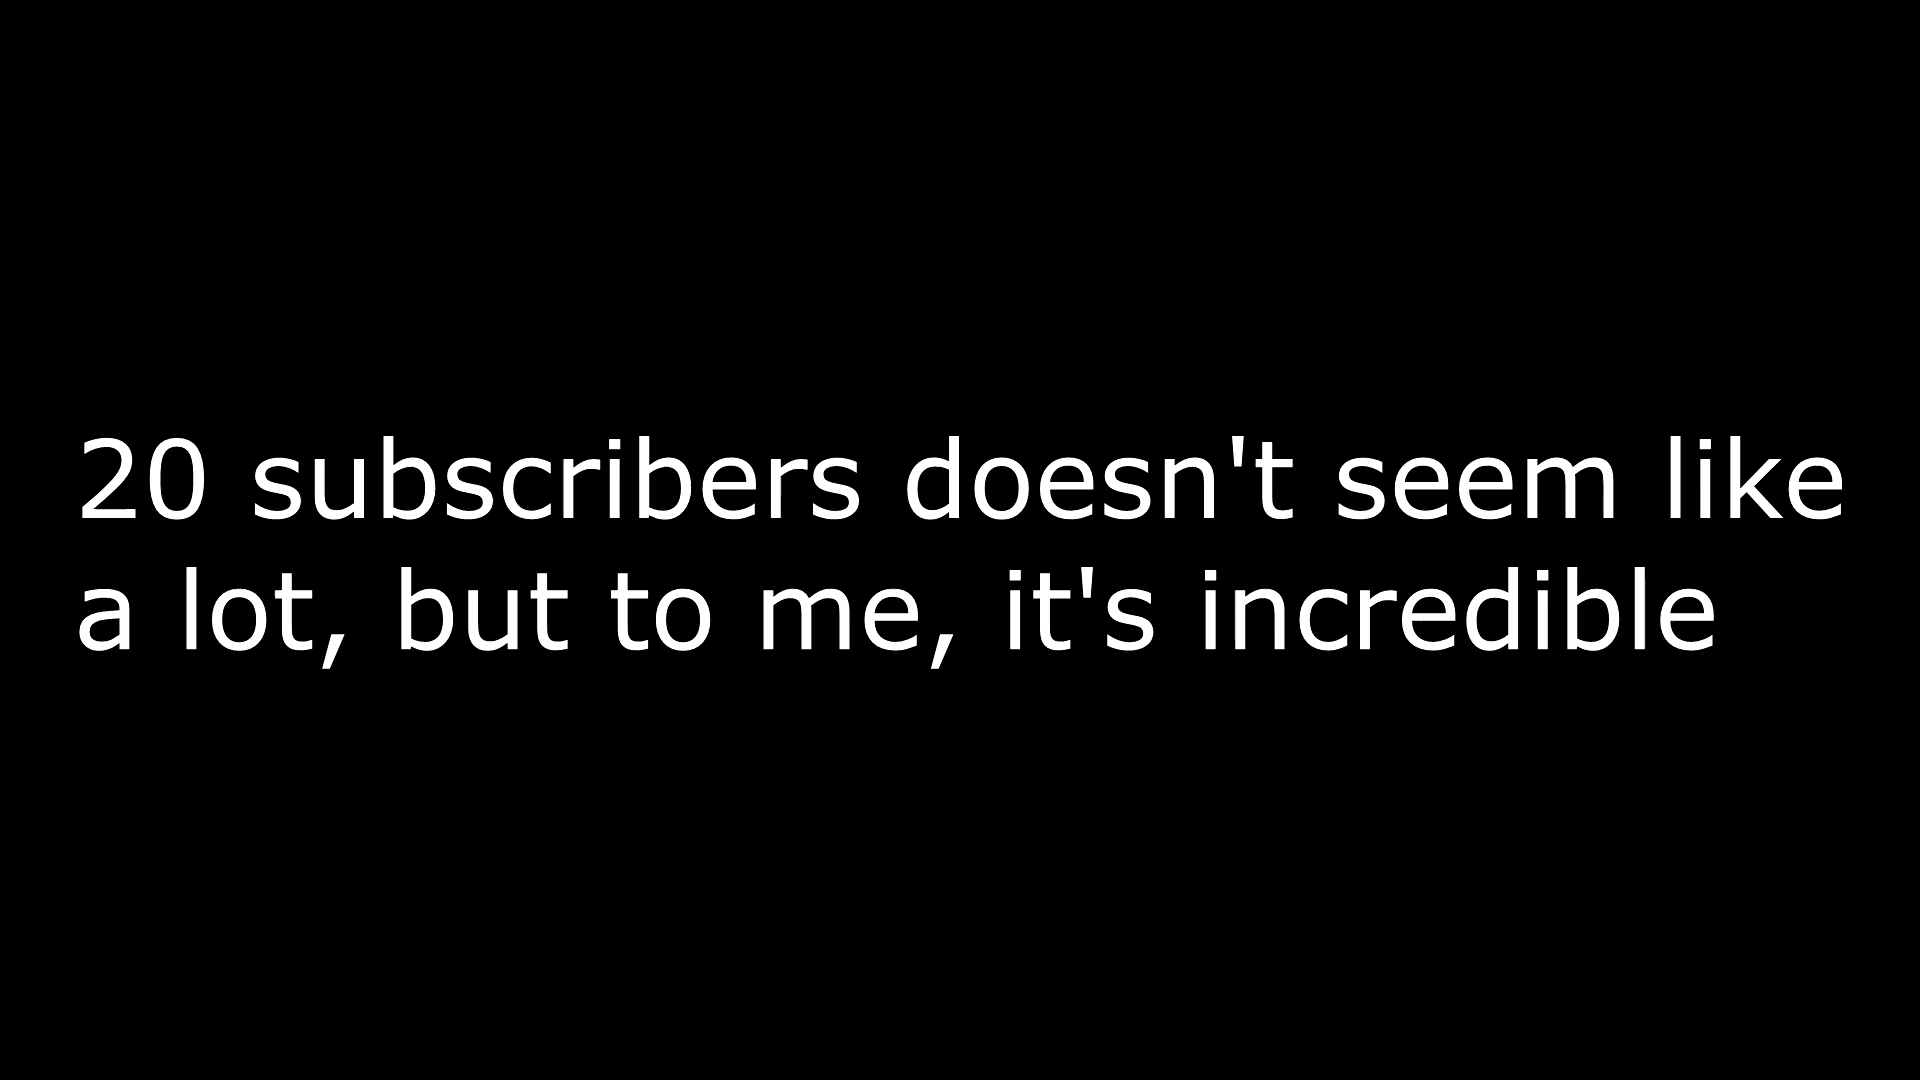 20 subscribers doesn't seem like
a lot, but to me, it's incredible